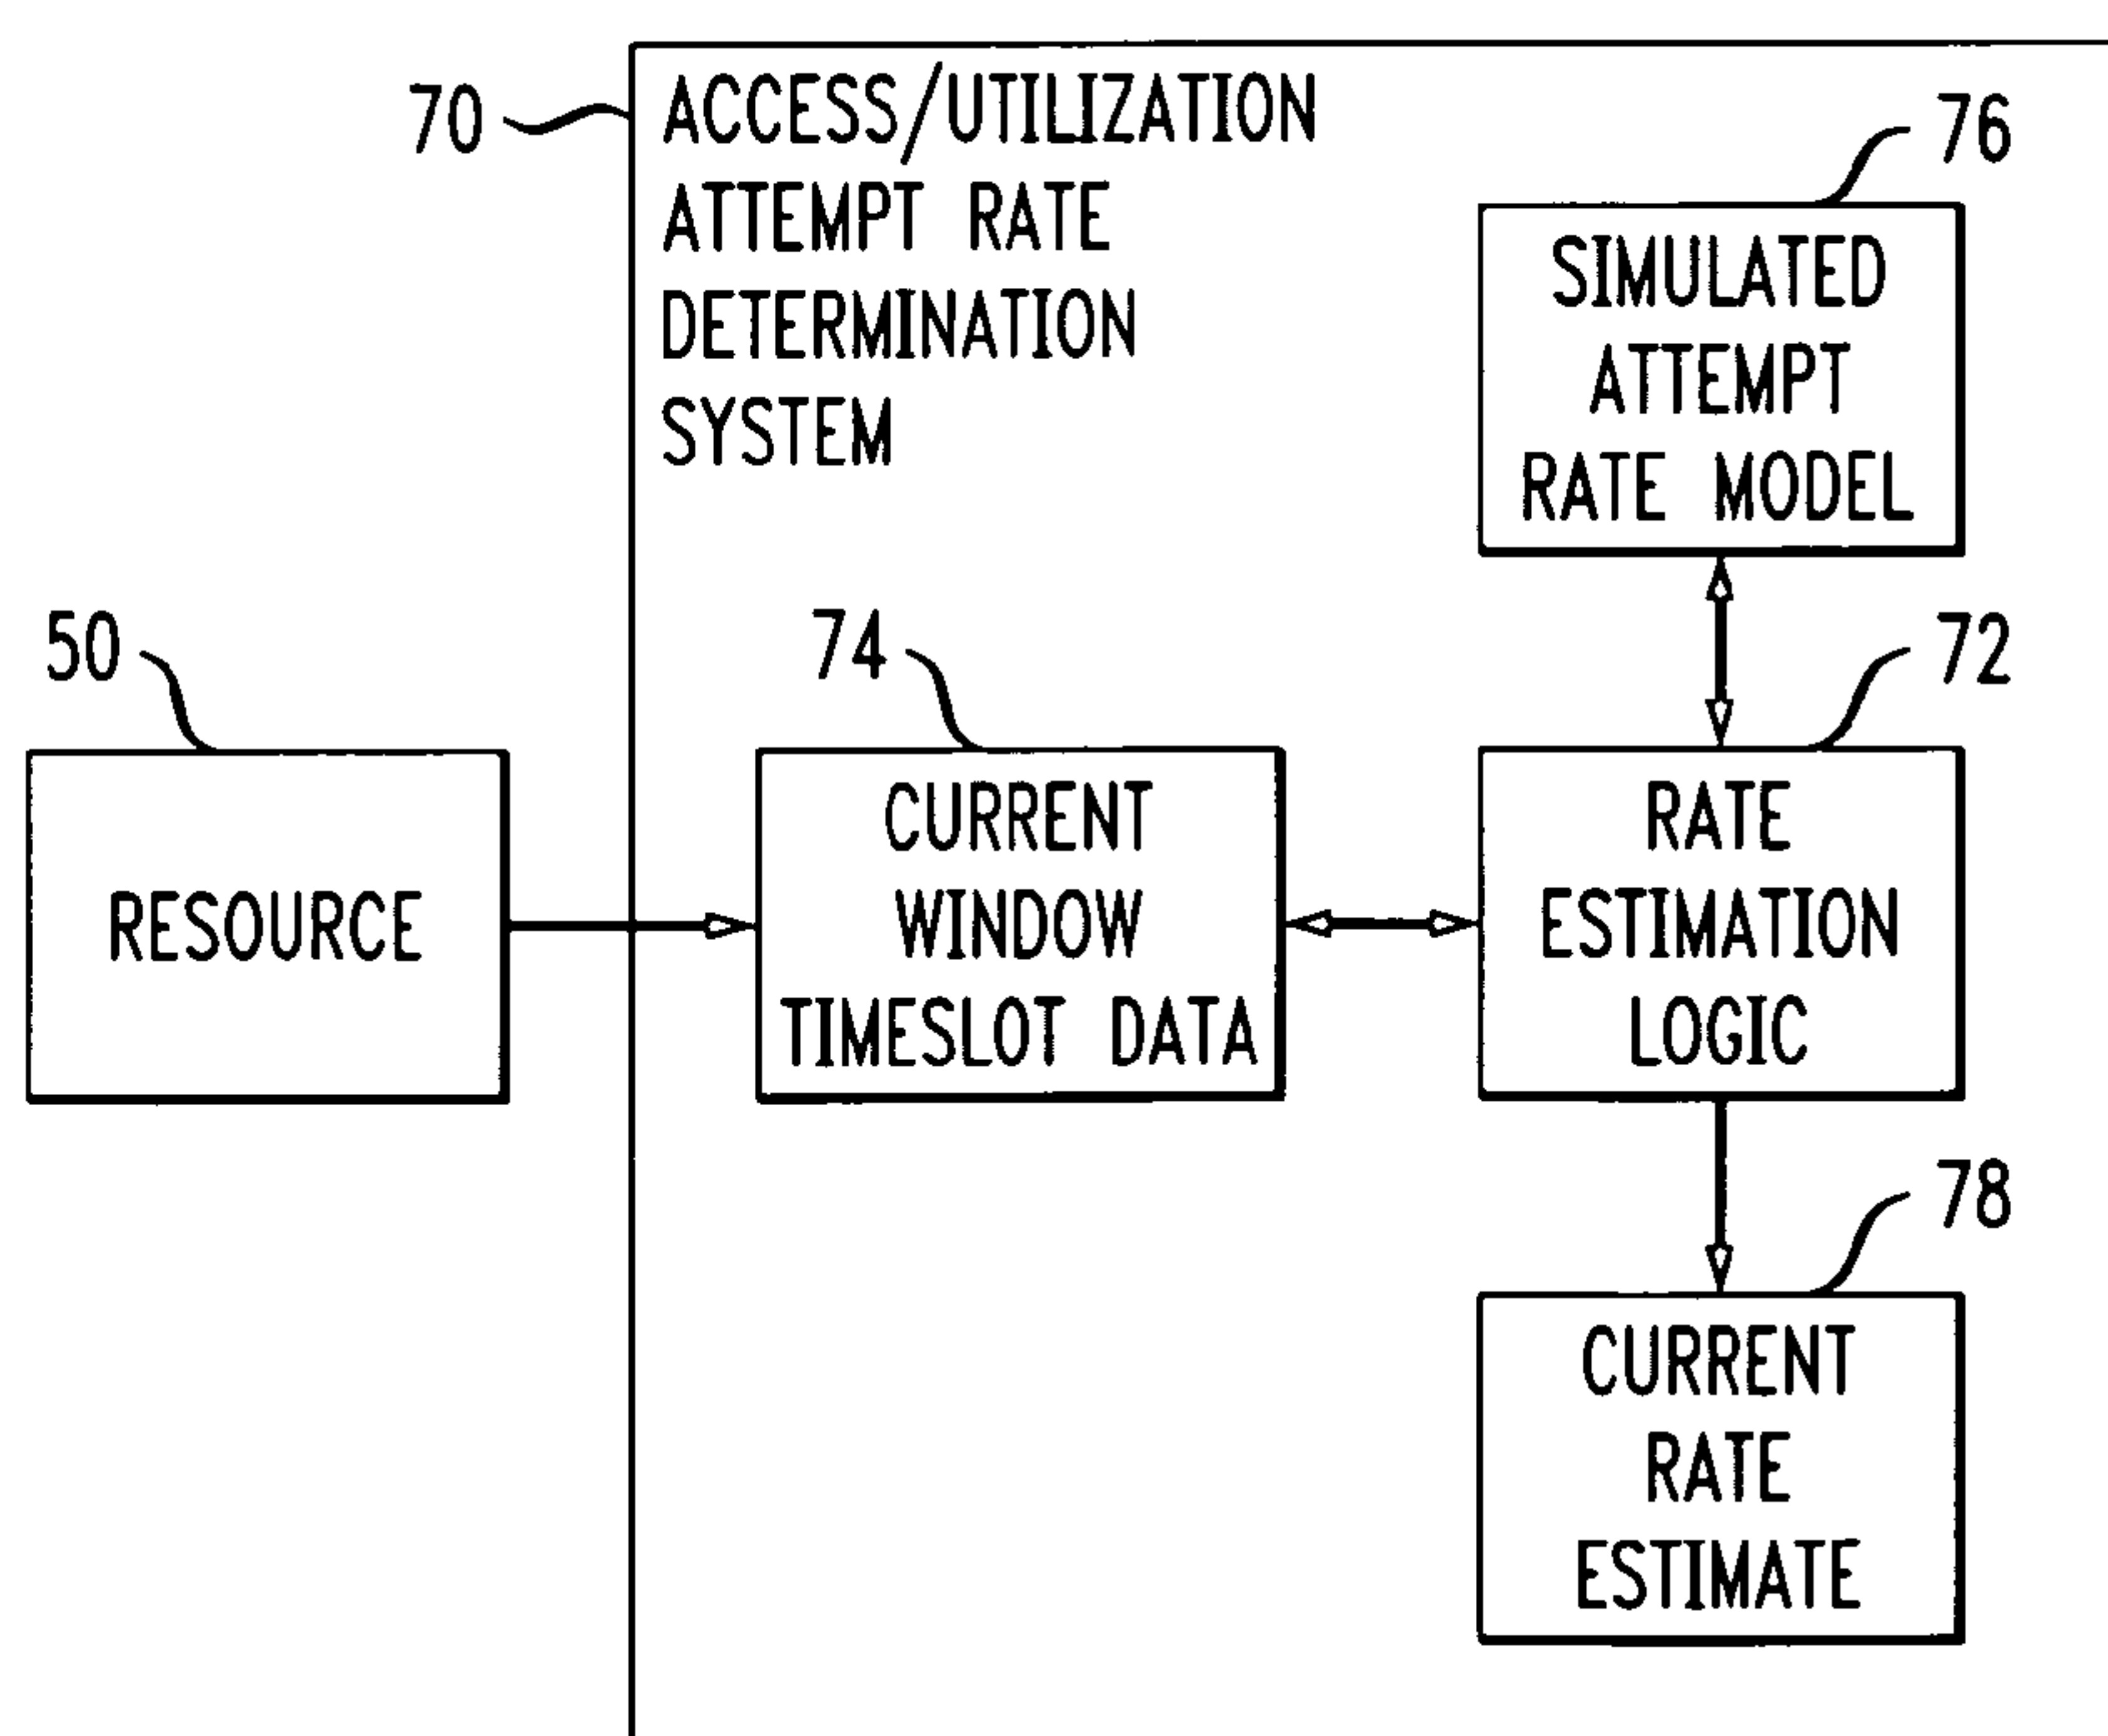 70
ACCESS/UTILIZATION
ATTEMPT RATE
DETERMINATION
SYSTEM
76
SIMULATED
ATTEMPT
RATE MODEL
50
RESOURCE
74
CURRENT
WINDOW
TIMESLOT DATA
72
RATE
ESTIMATION
LOGIC
78
CURRENT
RATE
ESTIMATE